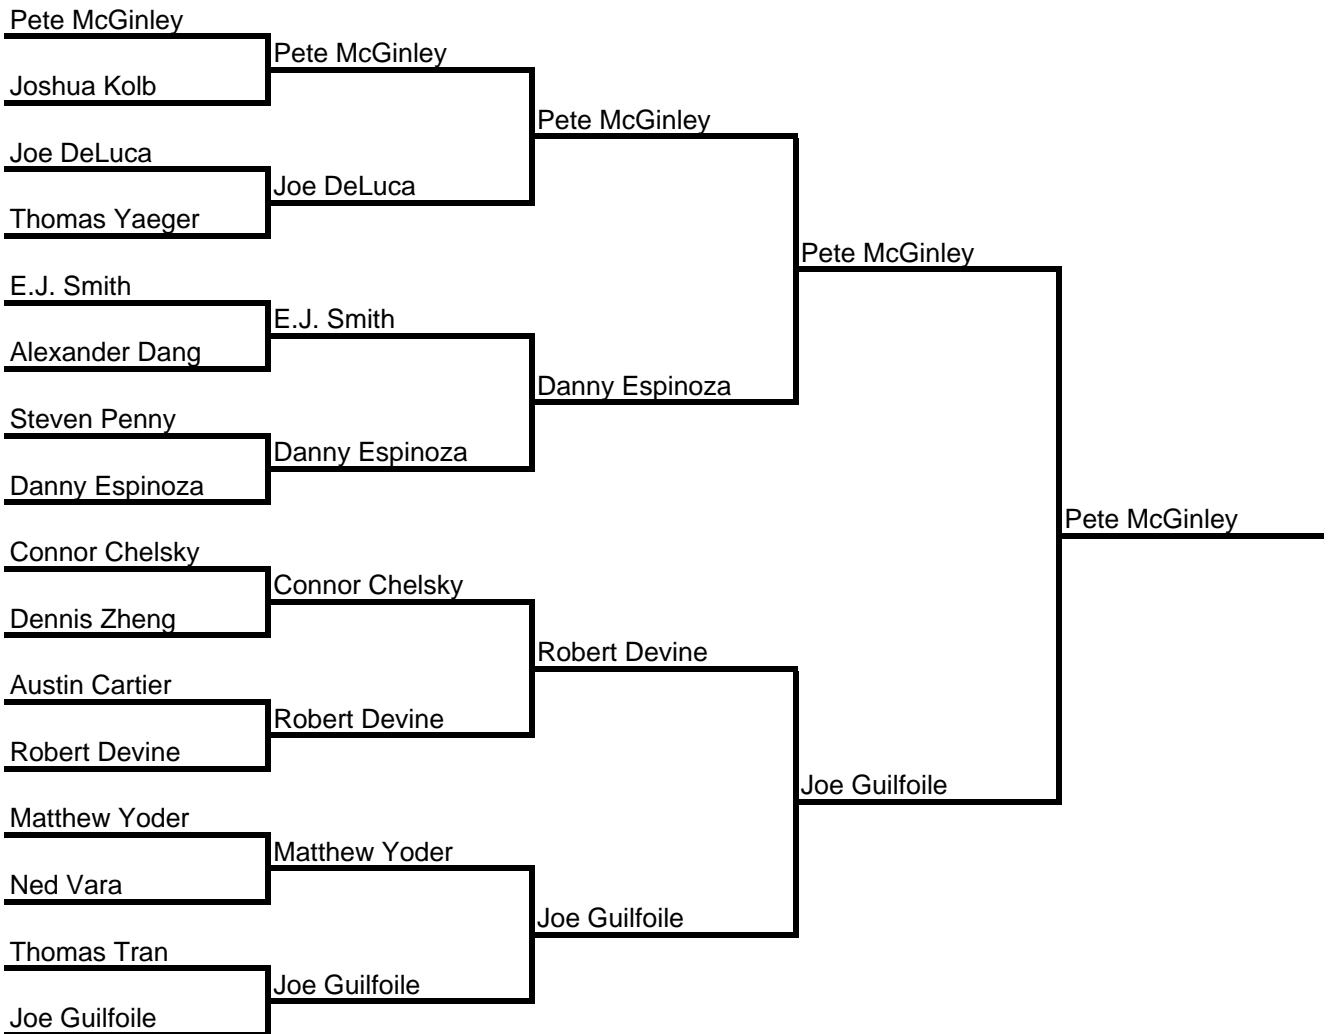 Pete McGinley
Joshua Kolb
Joe DeLuca
Thomas Yaeger
E.J. Smith
Alexander Dang
Steven Penny
Danny Espinoza
Connor Chelsky
Dennis Zheng
Austin Cartier
Robert Devine
Matthew Yoder
Ned Vara
Thomas Tran
Joe Guilfoile
Pete McGinley
Joe DeLuca
E.J. Smith
Danny Espinoza
Connor Chelsky
Robert Devine
Matthew Yoder
Joe Guilfoile
Pete McGinley
Danny Espinoza
Robert Devine
Joe Guilfoile
Pete McGinley
Joe Guilfoile
Pete McGinley